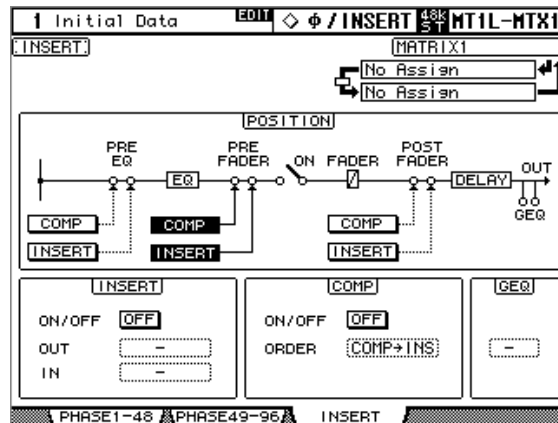 1 Initial Data EDIT ◇ φ/INSERT 48K ST MT1L-MTX1
INSERT MATRIX1
No Assign
No Assign
POSITION
PRE EQ PRE FADER ON FADER POST FADER OUT
EQ DELAY
GEQ
COMP COMP COMP
INSERT INSERT INSERT
INSERT COMP GEQ
ON/OFF OFF ON/OFF OFF
OUT - ORDER COMP→INS -
IN -
PHASE1-48 PHASE49-96 INSERT